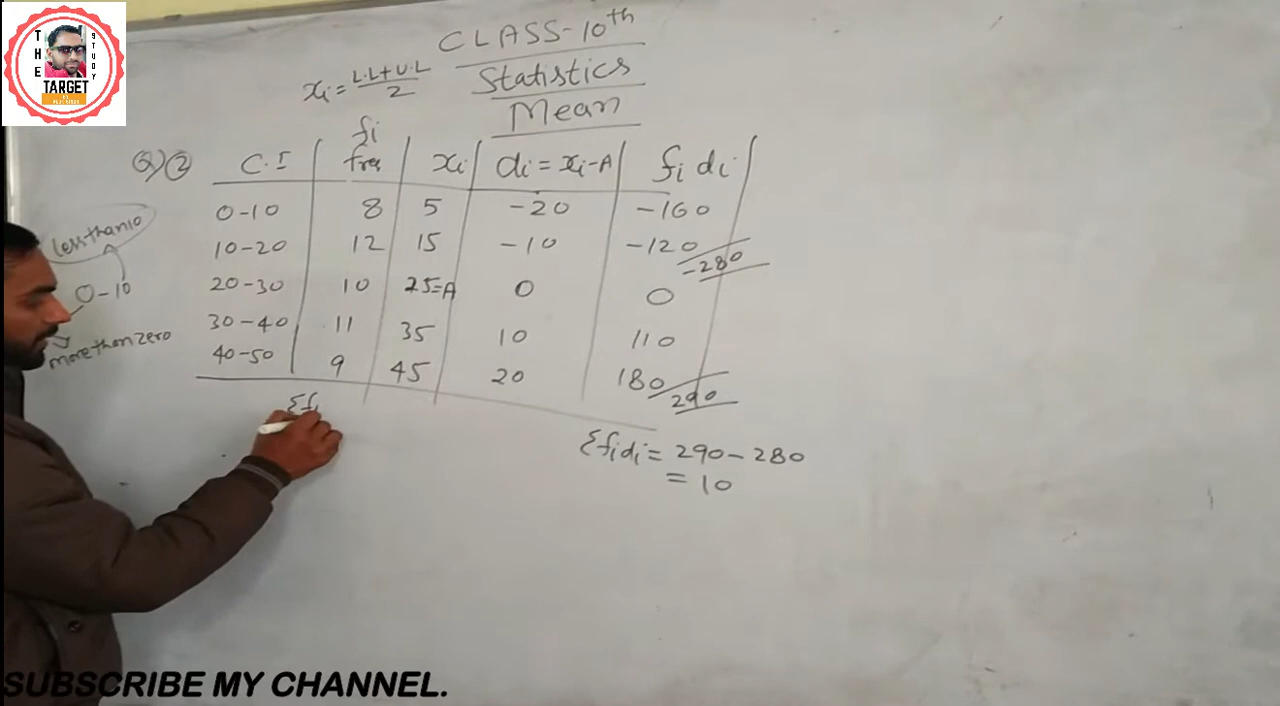 THE
STUDY
TARGET
CLASS-10th
Statistics
Mean
xi = L.L+U.L / 2
Q)② C.I | fi freq | xi | di = xi-A | fi di
0-10 8 5 -20 -160
10-20 12 15 -10 -120
-280
20-30 10 25=A 0 0
30-40 11 35 10 110
40-50 9 45 20 180
290
less than 10
0-10
more than zero
Σfi
Σfidi = 290-280
= 10
SUBSCRIBE MY CHANNEL.